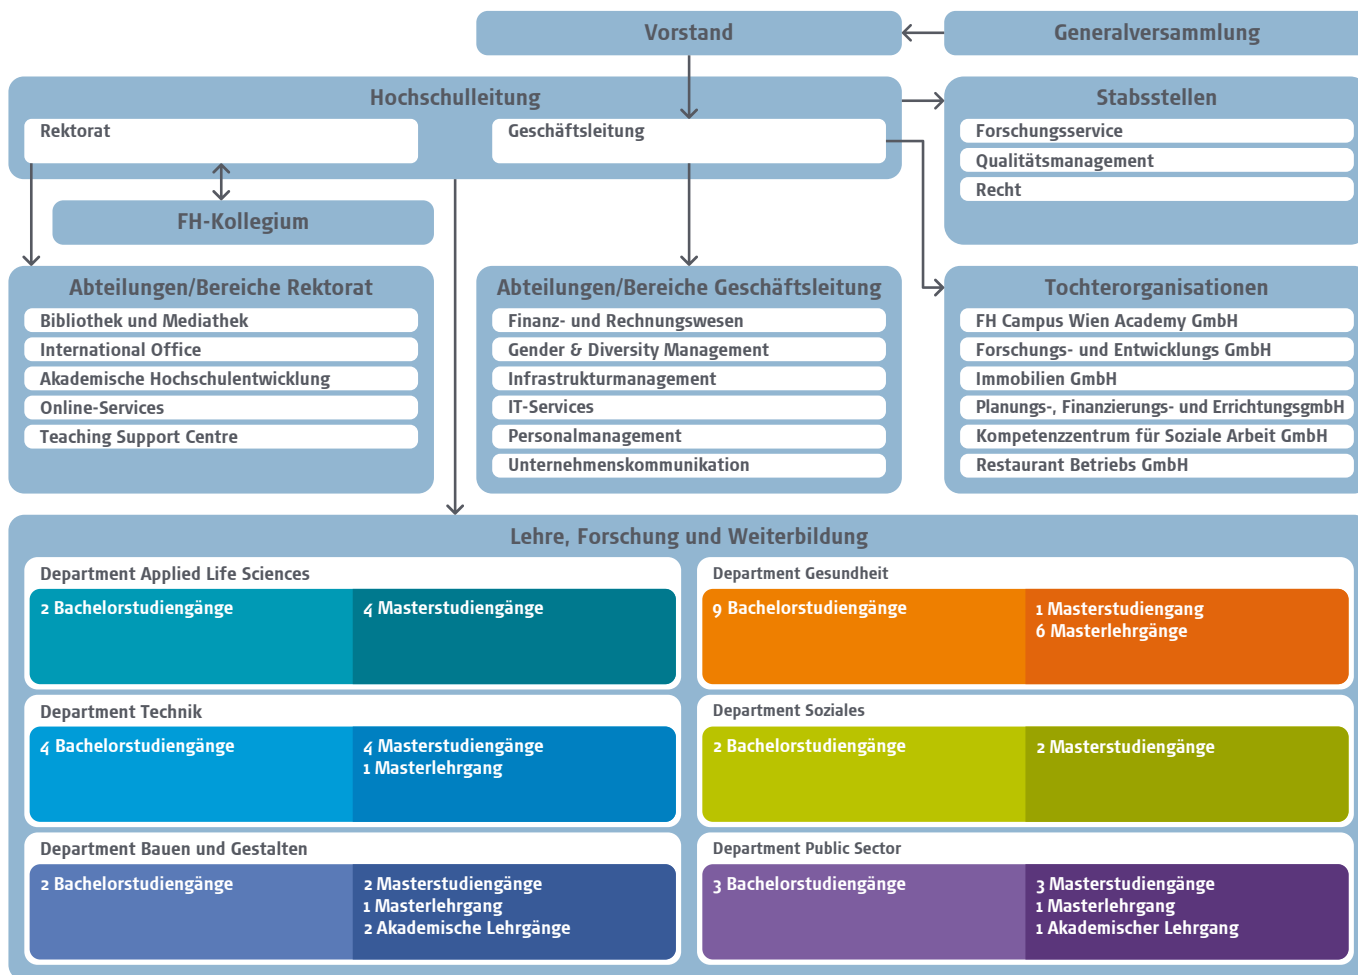 Vorstand
Generalversammlung
Hochschulleitung
Rektorat
Geschäftsleitung
Stabsstellen
Forschungsservice
Qualitätsmanagement
Recht
FH-Kollegium
Abteilungen/Bereiche Rektorat
Bibliothek und Mediathek
International Office
Akademische Hochschulentwicklung
Online-Services
Teaching Support Centre
Abteilungen/Bereiche Geschäftsleitung
Finanz- und Rechnungswesen
Gender & Diversity Management
Infrastrukturmanagement
IT-Services
Personalmanagement
Unternehmenskommunikation
Tochterorganisationen
FH Campus Wien Academy GmbH
Forschungs- und Entwicklungs GmbH
Immobilien GmbH
Planungs-, Finanzierungs- und ErrichtungsgmbH
Kompetenzzentrum für Soziale Arbeit GmbH
Restaurant Betriebs GmbH
Lehre, Forschung und Weiterbildung
Department Applied Life Sciences
2 Bachelorstudiengänge
4 Masterstudiengänge
Department Gesundheit
9 Bachelorstudiengänge
1 Masterstudiengang
6 Masterlehrgänge
Department Technik
4 Bachelorstudiengänge
4 Masterstudiengänge
1 Masterlehrgang
Department Soziales
2 Bachelorstudiengänge
2 Masterstudiengänge
Department Bauen und Gestalten
2 Bachelorstudiengänge
2 Masterstudiengänge
1 Masterlehrgang
2 Akademische Lehrgänge
Department Public Sector
3 Bachelorstudiengänge
3 Masterstudiengänge
1 Masterlehrgang
1 Akademischer Lehrgang